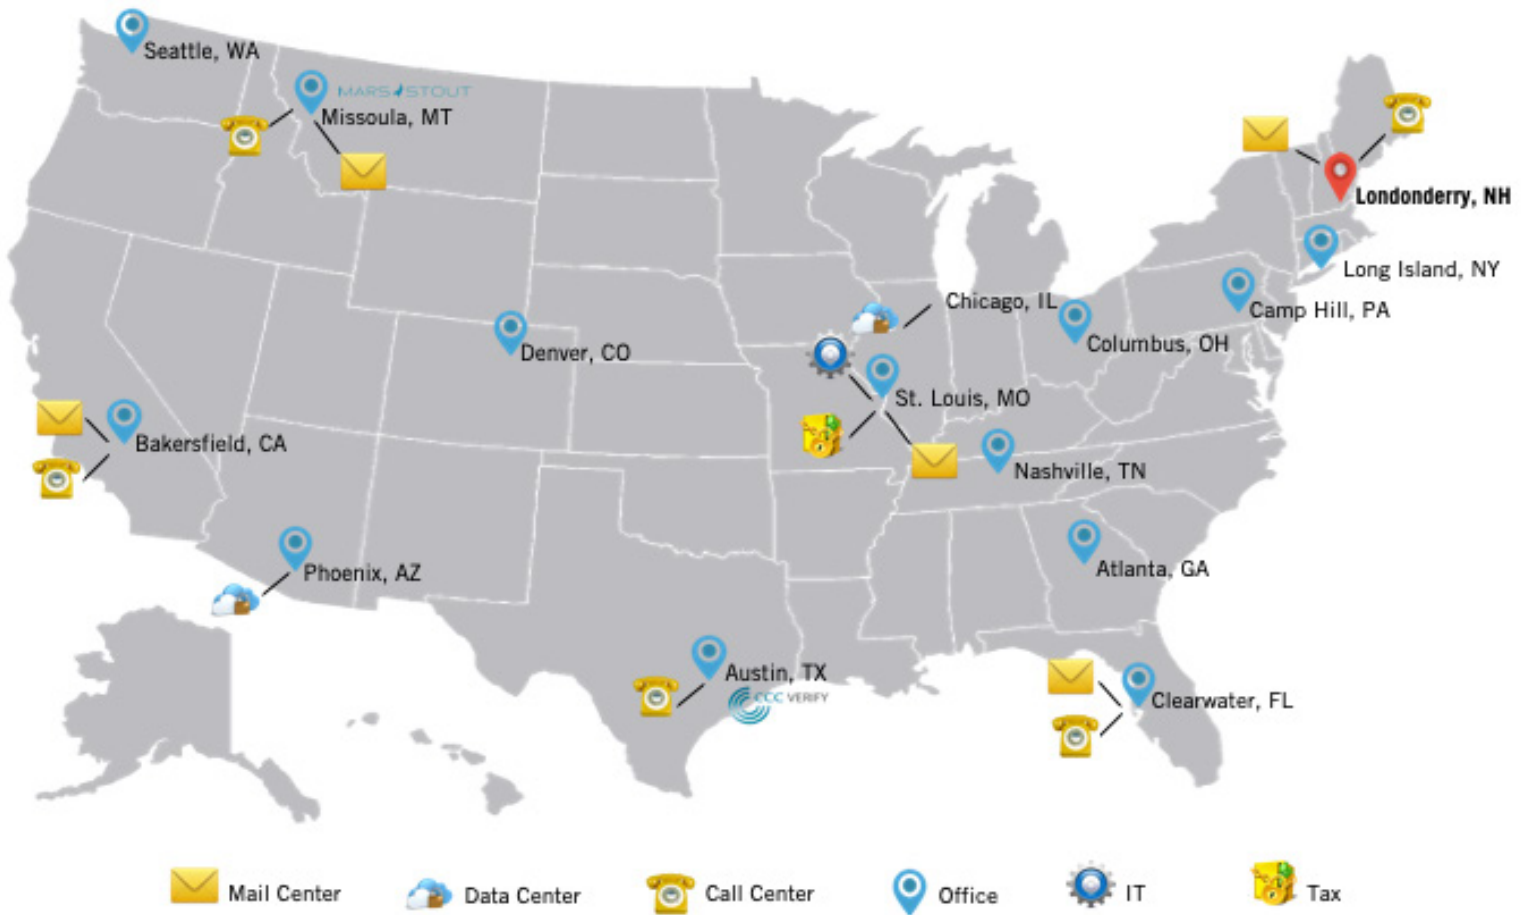 Seattle, WA
MARS STOUT
Missoula, MT
Londonderry, NH
Long Island, NY
Chicago, IL
Camp Hill, PA
Columbus, OH
Denver, CO
St. Louis, MO
Bakersfield, CA
Nashville, TN
Phoenix, AZ
Atlanta, GA
Austin, TX
CCC VERIFY
Clearwater, FL
Mail Center
Data Center
Call Center
Office
IT
Tax